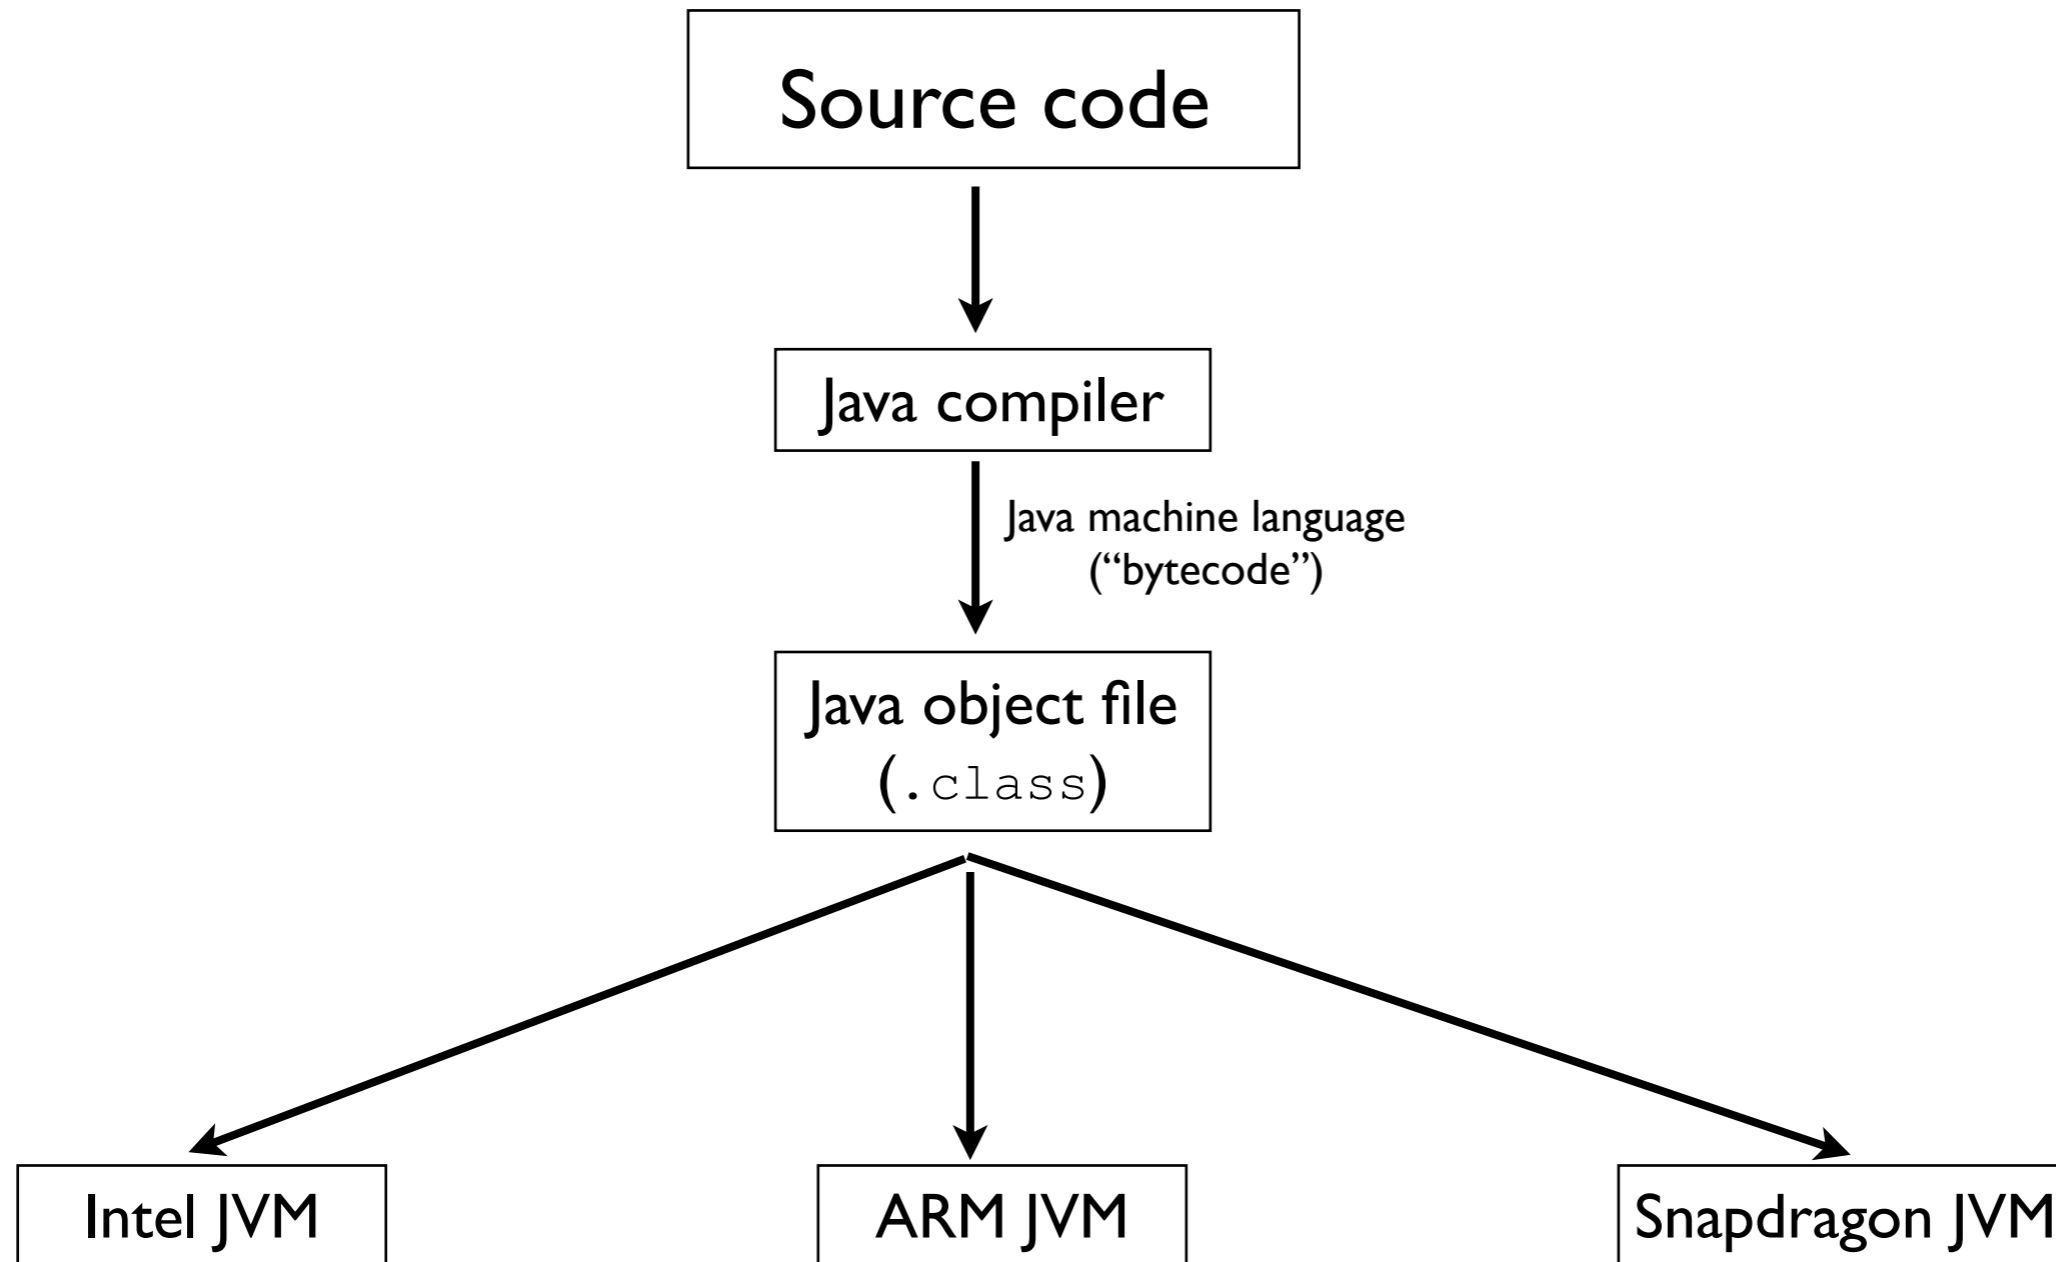 Source code
Java compiler
Java machine language
(“bytecode”)
Java object file
(.class)
Intel JVM
ARM JVM
Snapdragon JVM